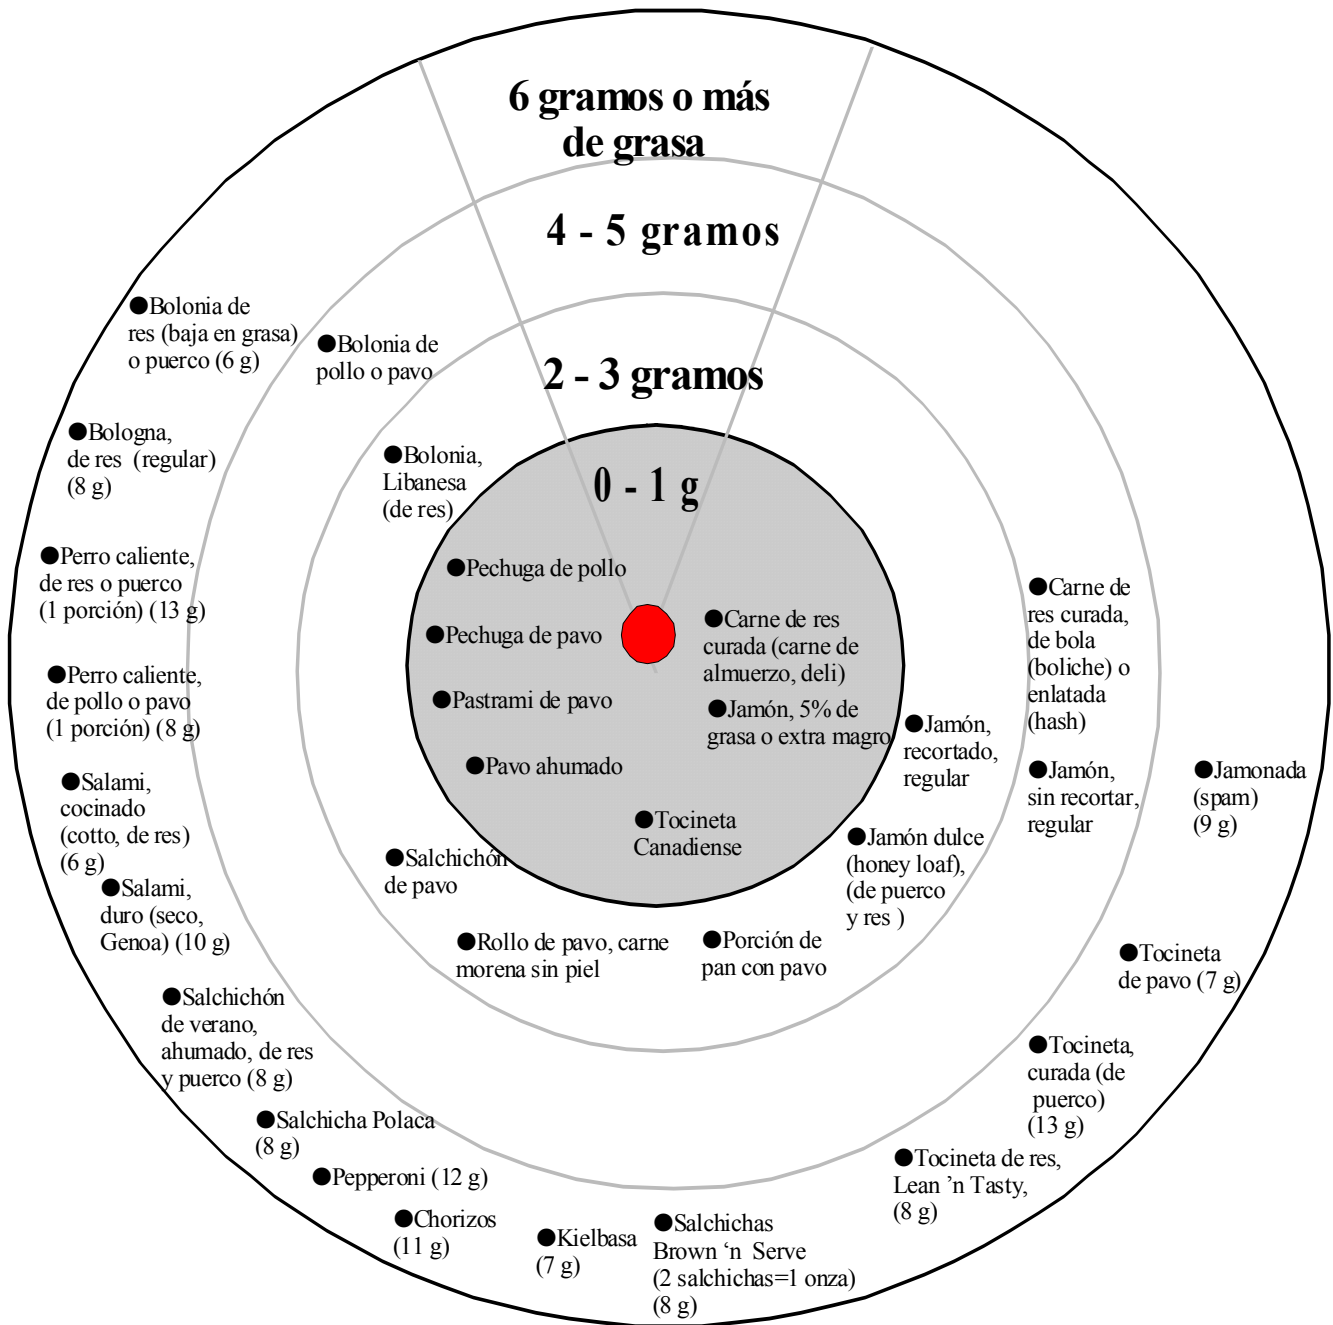 6 gramos o más
de grasa
4 - 5 gramos
2 - 3 gramos
0 - 1 g
●Bolonia de
res (baja en grasa)
o puerco (6 g)
●Bolonia de
pollo o pavo
●Bologna,
de res (regular)
(8 g)
●Bolonia,
Libanesa
(de res)
●Perro caliente,
de res o puerco
(1 porción) (13 g)
●Perro caliente,
de pollo o pavo
(1 porción) (8 g)
●Salami,
cocinado
(cotto, de res)
(6 g)
●Salami,
duro (seco,
Genoa) (10 g)
●Salchichón
de verano,
ahumado, de res
y puerco (8 g)
●Salchicha Polaca
(8 g)
●Pepperoni (12 g)
●Chorizos
(11 g)
●Kielbasa
(7 g)
●Salchichas
Brown ‘n Serve
(2 salchichas=1 onza)
(8 g)
●Pechuga de pollo
●Pechuga de pavo
●Pastrami de pavo
●Pavo ahumado
●Carne de res
curada (carne de
almuerzo, deli)
●Jamón, 5% de
grasa o extra magro
●Tocineta
Canadiense
●Salchichón
de pavo
●Rollo de pavo, carne
morena sin piel
●Porción de
pan con pavo
●Jamón dulce
(honey loaf),
(de puerco
y res )
●Jamón,
recortado,
regular
●Carne de
res curada,
de bola
(boliche) o
enlatada
(hash)
●Jamón,
sin recortar,
regular
●Jamonada
(spam)
(9 g)
●Tocineta
de pavo (7 g)
●Tocineta,
curada (de
puerco)
(13 g)
●Tocineta de res,
Lean ’n Tasty,
(8 g)